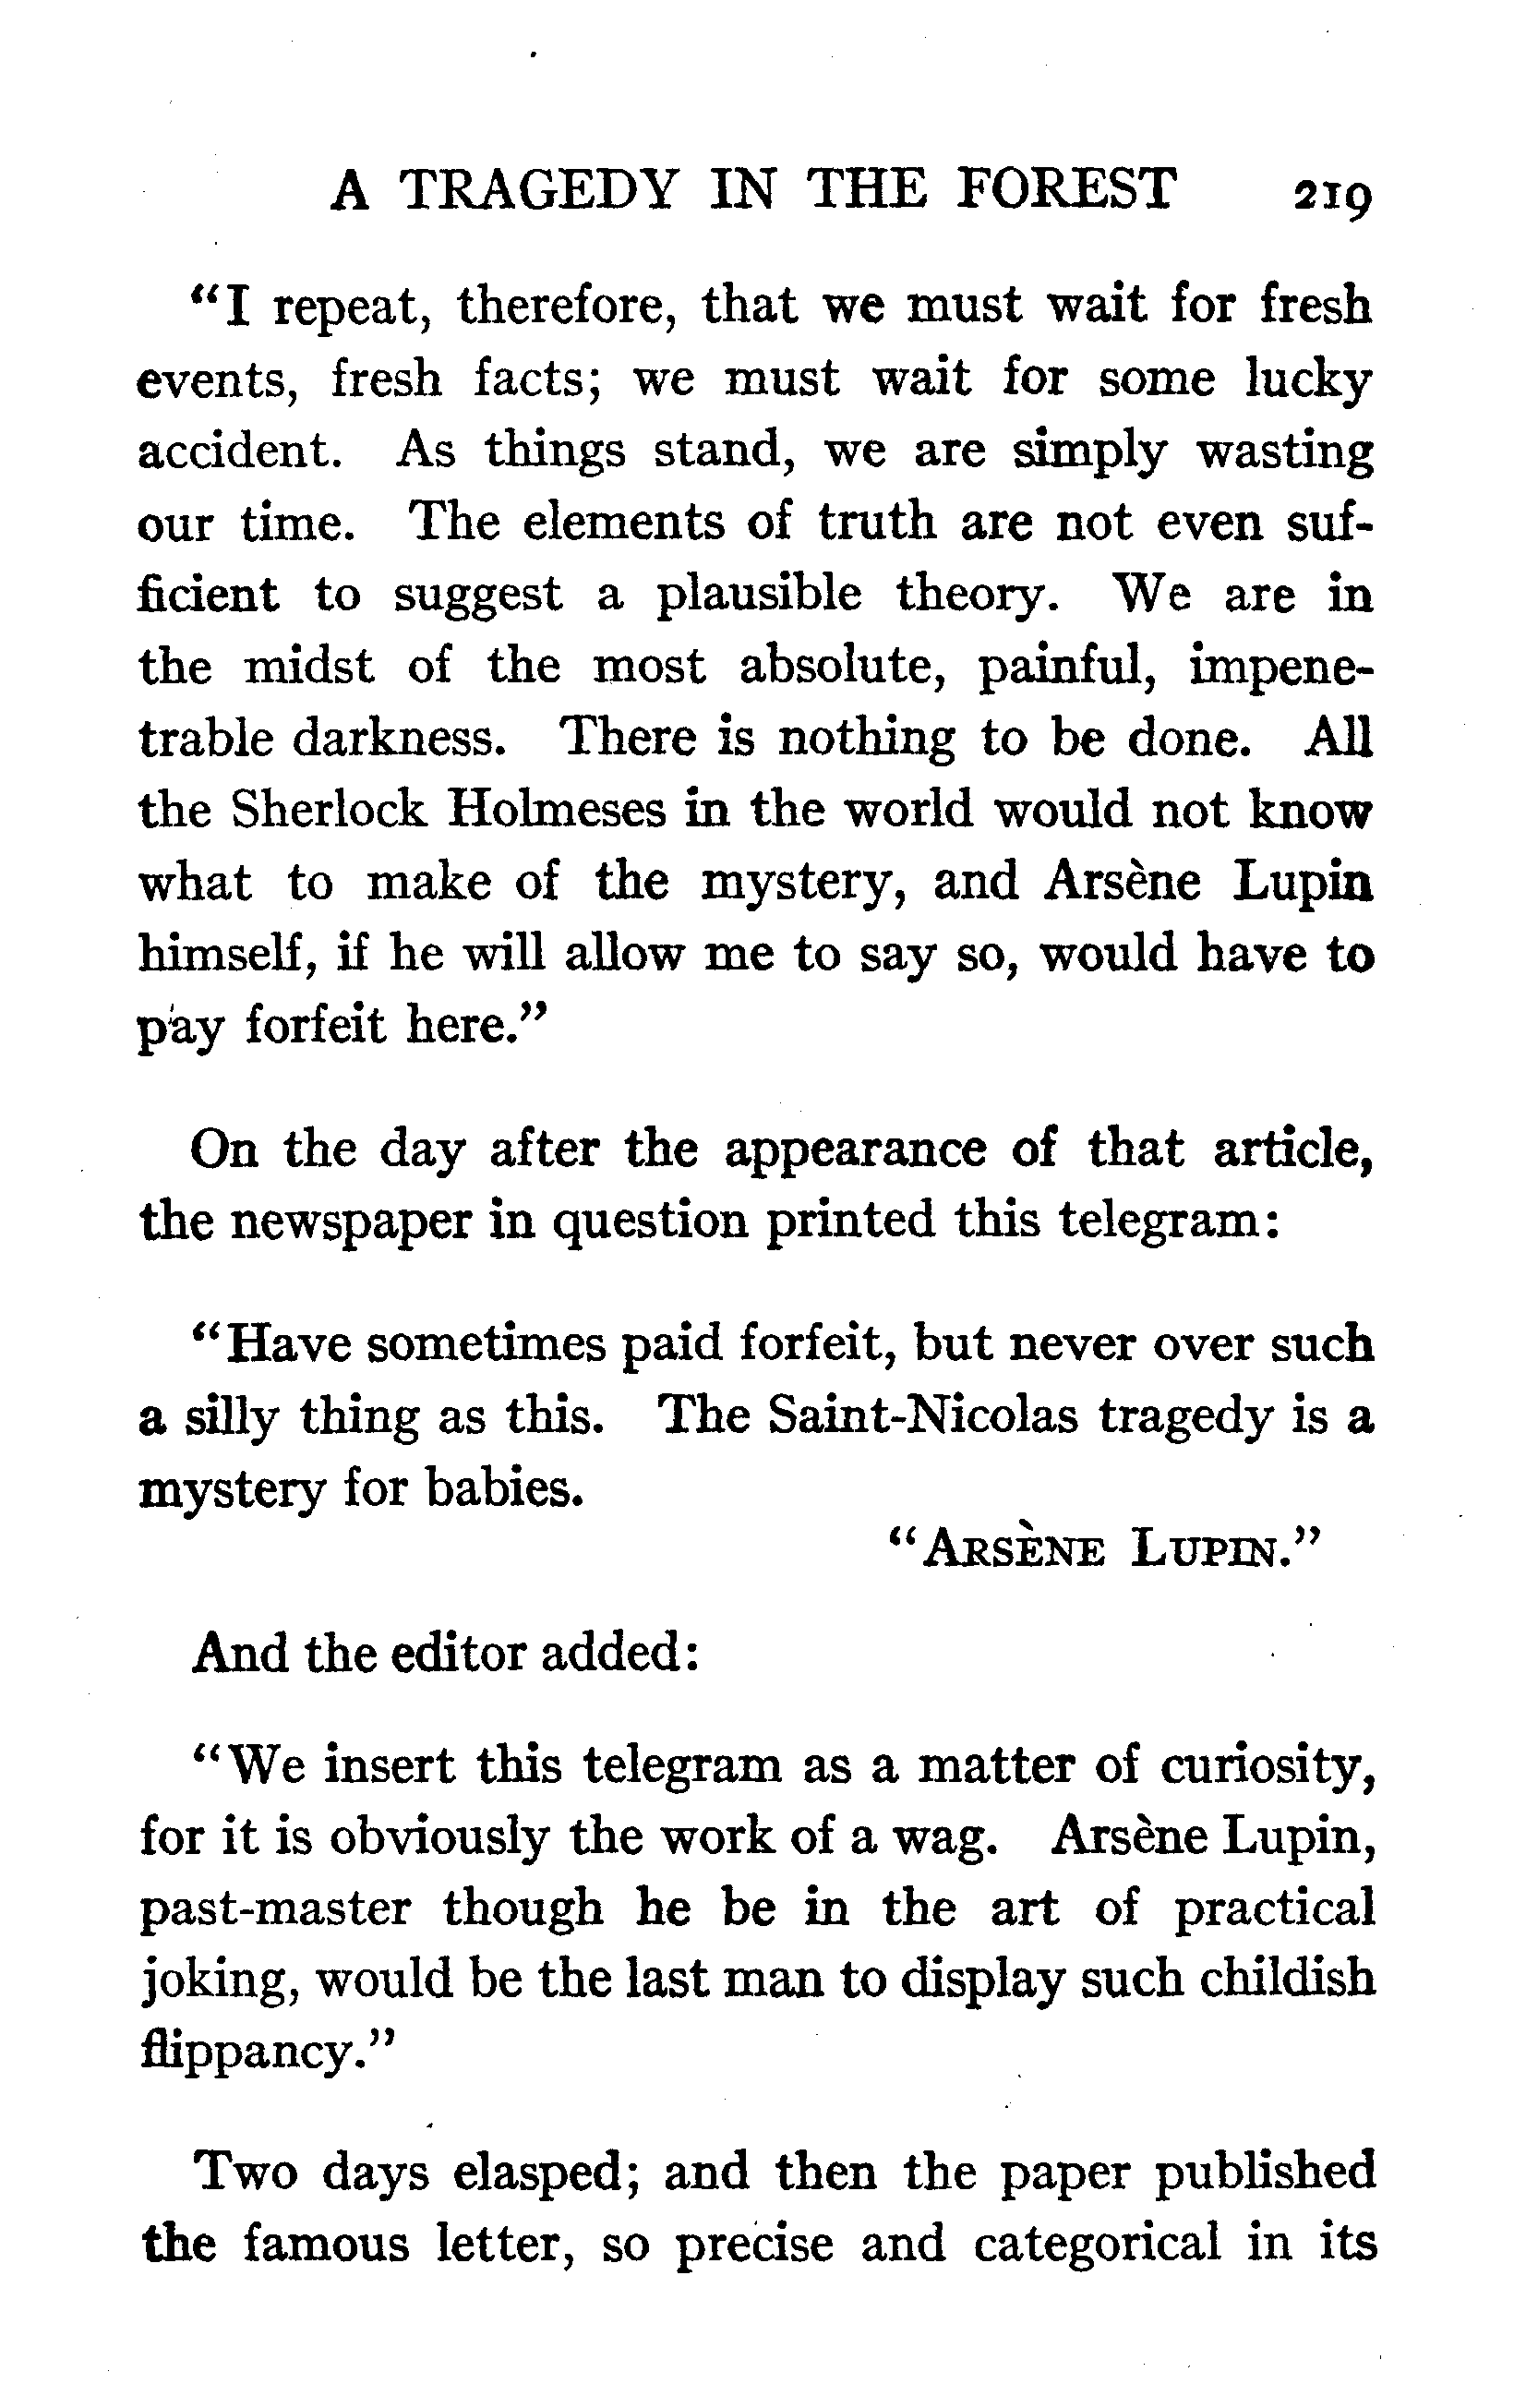 A TRAGEDY IN THE FOREST 219
"I repeat, therefore, that we must wait for fresh
events, fresh facts; we must wait for some lucky
accident. As things stand, we are simply wasting
our time. The elements of truth are not even suf-
ficient to suggest a plausible theory. We are in
the midst of the most absolute, painful, impene-
trable darkness. There is nothing to be done. All
the Sherlock Holmeses in the world would not know
what to make of the mystery, and Arsène Lupin
himself, if he will allow me to say so, would have to
pay forfeit here."
On the day after the appearance of that article,
the newspaper in question printed this telegram:
"Have sometimes paid forfeit, but never over such
a silly thing as this. The Saint-Nicolas tragedy is a
mystery for babies.
"ARSÈNE LUPIN."
And the editor added:
"We insert this telegram as a matter of curiosity,
for it is obviously the work of a wag. Arsène Lupin,
past-master though he be in the art of practical
joking, would be the last man to display such childish
flippancy."
Two days elasped; and then the paper published
the famous letter, so precise and categorical in its